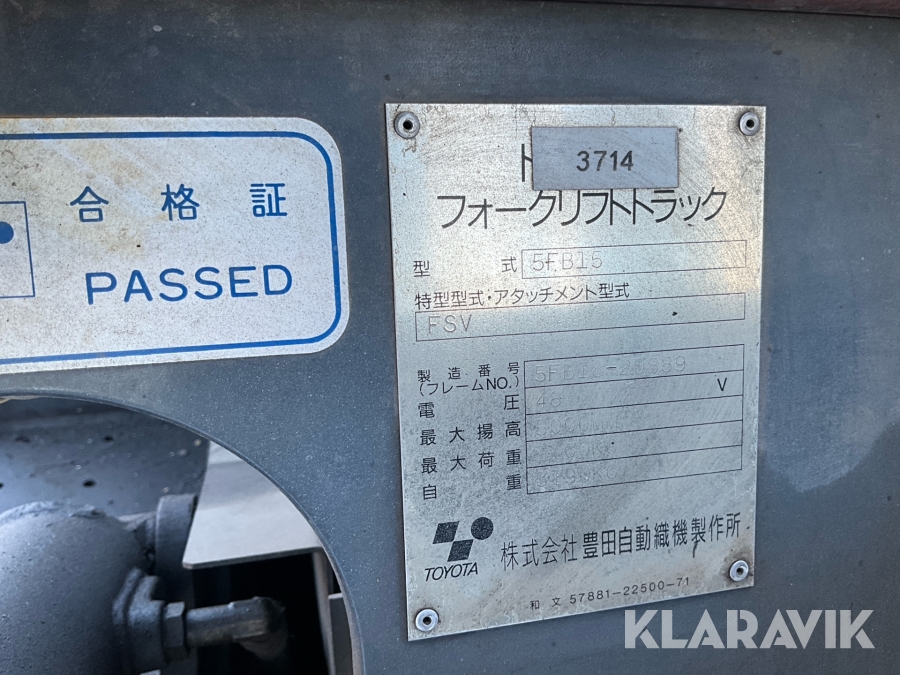 合格証
PASSED
ト
3714
フォークリフトトラック
型式 5FB15
特型型式・アタッチメント型式
FSV
製造番号
(フレームNO.)
電圧 48 V
最大揚高
最大荷重
自重
TOYOTA
株式会社豊田自動織機製作所
和文 57881-22500-71
KLARAVIK